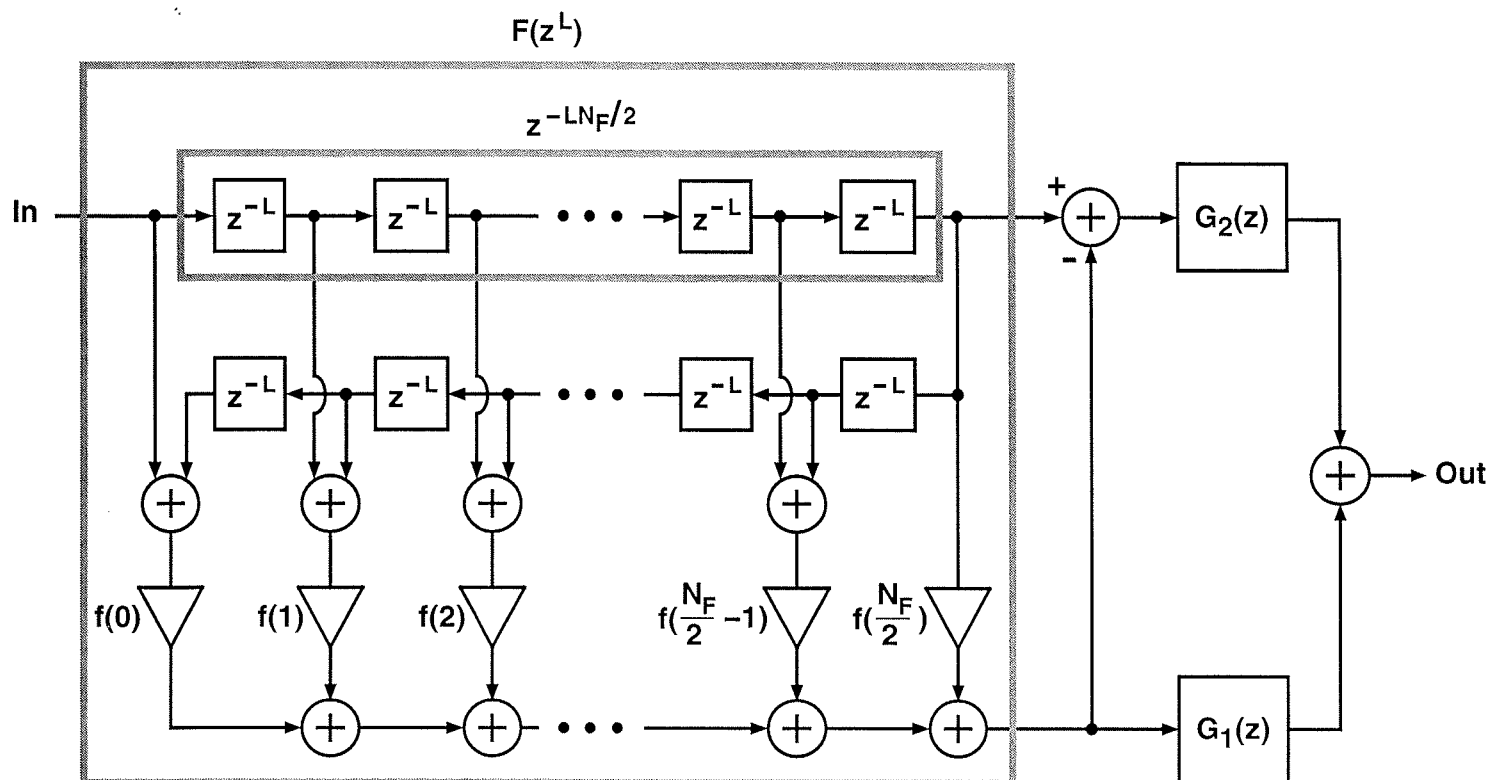 F(z^L)
z^{-LN_F/2}
In
z^{-L} z^{-L} • • • z^{-L} z^{-L}
+
+
-
G_2(z)
z^{-L} z^{-L} • • • z^{-L} z^{-L}
+ + + +
+
Out
f(0) f(1) f(2) f(N_F/2 -1) f(N_F/2)
+ + • • • + +
G_1(z)